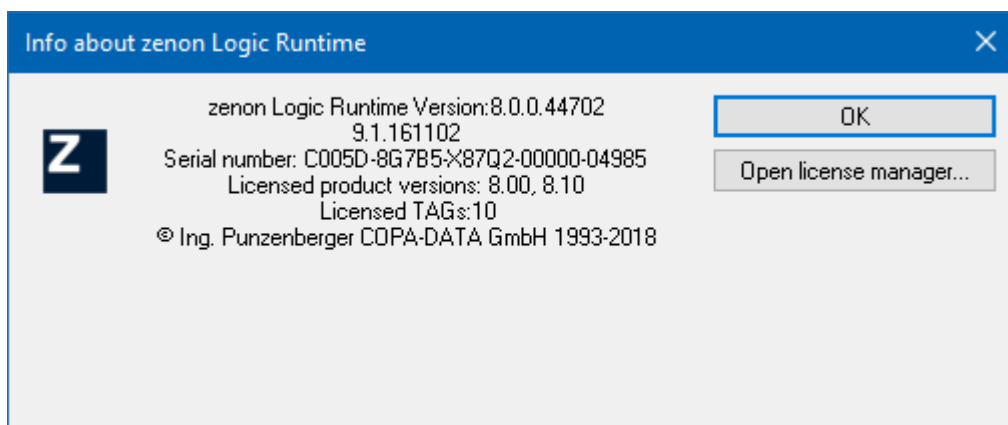 Info about zenon Logic Runtime
zenon Logic Runtime Version:8.0.0.44702
9.1.161102
Serial number: C005D-8G7B5-X87Q2-00000-04985
Licensed product versions: 8.00, 8.10
Licensed TAGs:10
© Ing. Punzenberger COPA-DATA GmbH 1993-2018
OK
Open license manager...
Z